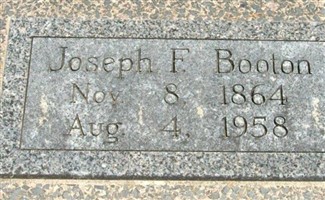 Joseph F. Booton
Nov. 8, 1864
Aug. 4, 1958